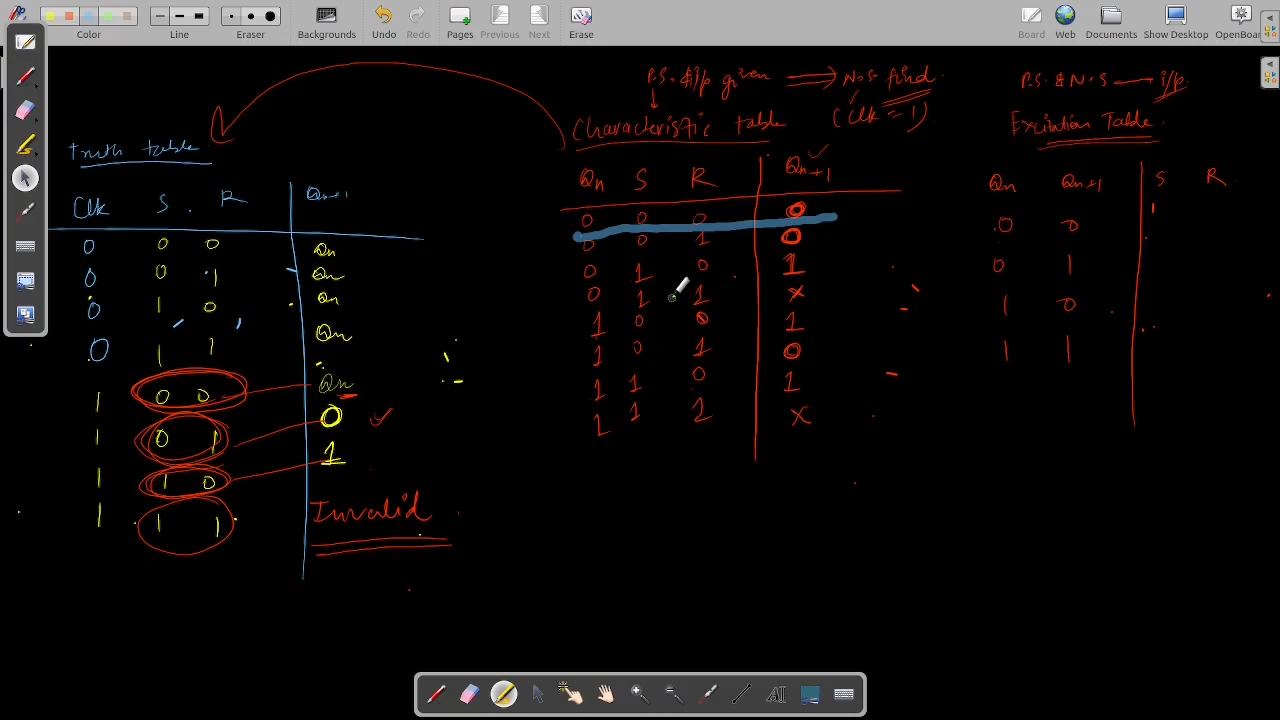 Color Line Eraser Backgrounds Undo Redo Pages Previous Next Erase Board Web Documents Show Desktop OpenBoar
P.S. & i/p given ⟹ N.S. find.
(Clk = 1)
P.S. & N.S — i/p
Truth table
Characteristic table
Excitation Table
Clk S R Qn+1
0 0 0 Qn
0 0 1 Qn
0 1 0 Qn
0 1 1 Qn
1 0 0 Qn
1 0 1 0 ✓
1 1 0 1
1 1 1 Invalid
Qn S R Qn+1 ✓
0 0 0 0
0 0 1 0
0 1 0 1
0 1 1 x
1 0 0 1
1 0 1 0
1 1 0 1
1 1 1 x
Qn Qn+1 S R
0 0
0 1
1 0
1 1
AI